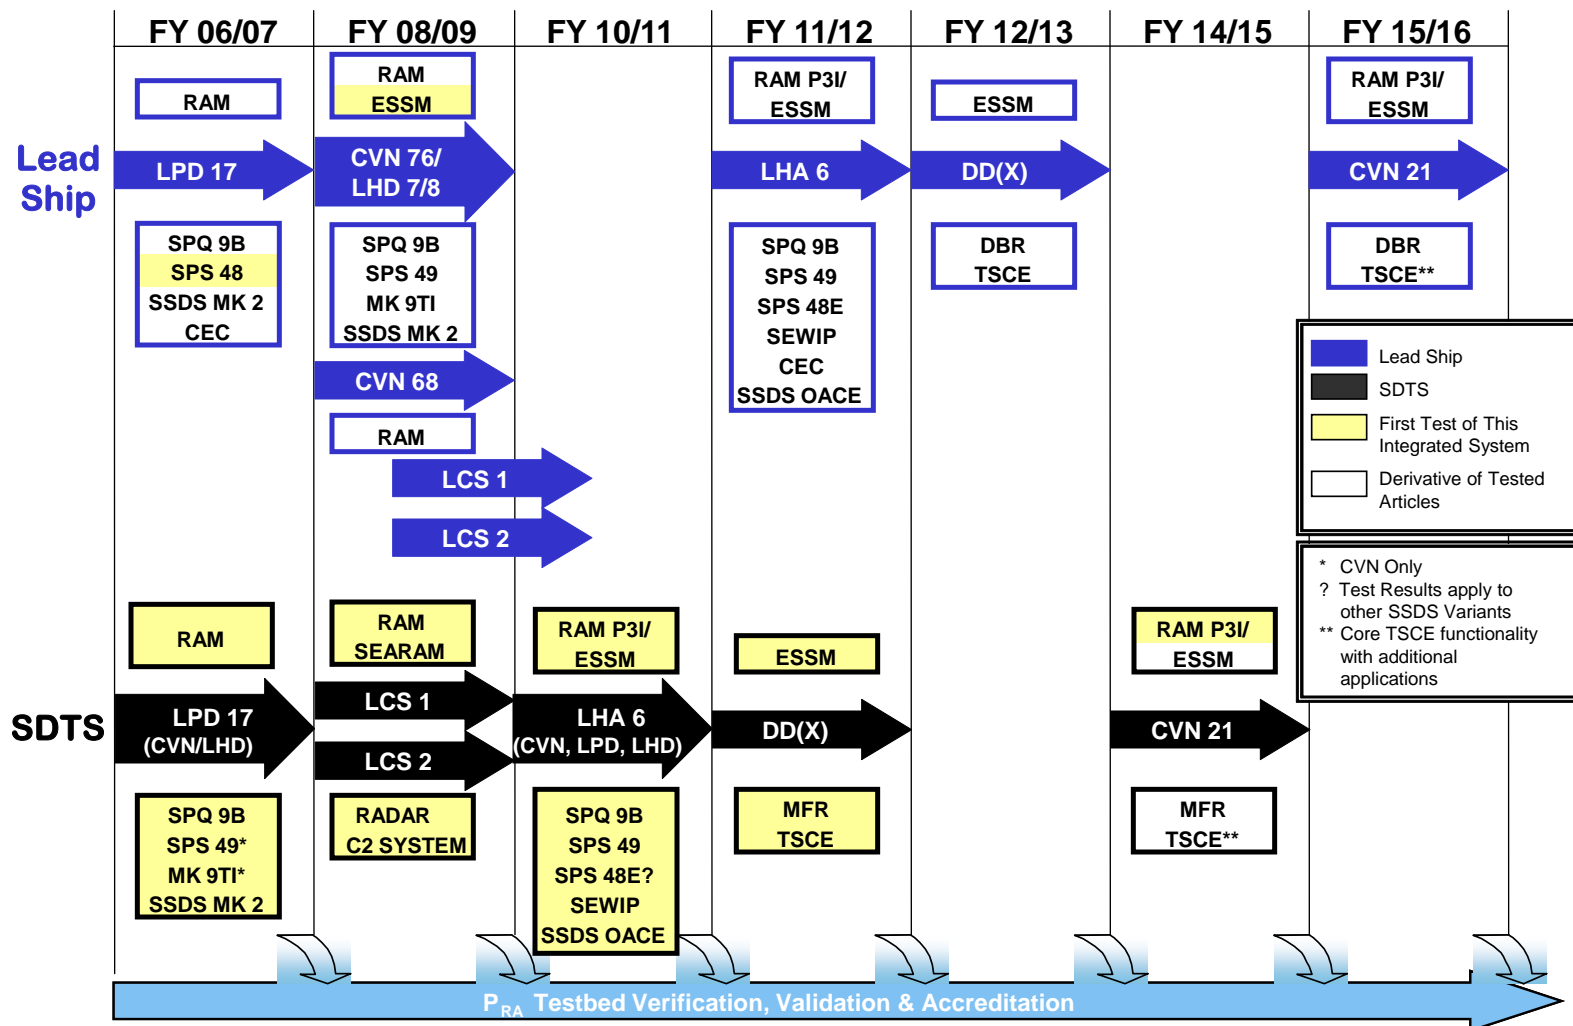 FY 06/07
FY 08/09
FY 10/11
FY 11/12
FY 12/13
FY 14/15
FY 15/16
Lead
Ship
RAM
LPD 17
SPQ 9B
SPS 48
SSDS MK 2
CEC
RAM
ESSM
CVN 76/
LHD 7/8
SPQ 9B
SPS 49
MK 9TI
SSDS MK 2
CVN 68
RAM
LCS 1
LCS 2
RAM P3I/
ESSM
LHA 6
SPQ 9B
SPS 49
SPS 48E
SEWIP
CEC
SSDS OACE
ESSM
DD(X)
DBR
TSCE
RAM P3I/
ESSM
CVN 21
DBR
TSCE**
Lead Ship
SDTS
First Test of This
Integrated System
Derivative of Tested
Articles
* CVN Only
? Test Results apply to
other SSDS Variants
** Core TSCE functionality
with additional
applications
SDTS
RAM
LPD 17
(CVN/LHD)
SPQ 9B
SPS 49*
MK 9TI*
SSDS MK 2
RAM
SEARAM
LCS 1
LCS 2
RADAR
C2 SYSTEM
RAM P3I/
ESSM
LHA 6
(CVN, LPD, LHD)
SPQ 9B
SPS 49
SPS 48E?
SEWIP
SSDS OACE
ESSM
DD(X)
MFR
TSCE
RAM P3I/
ESSM
CVN 21
MFR
TSCE**
PRA Testbed Verification, Validation & Accreditation